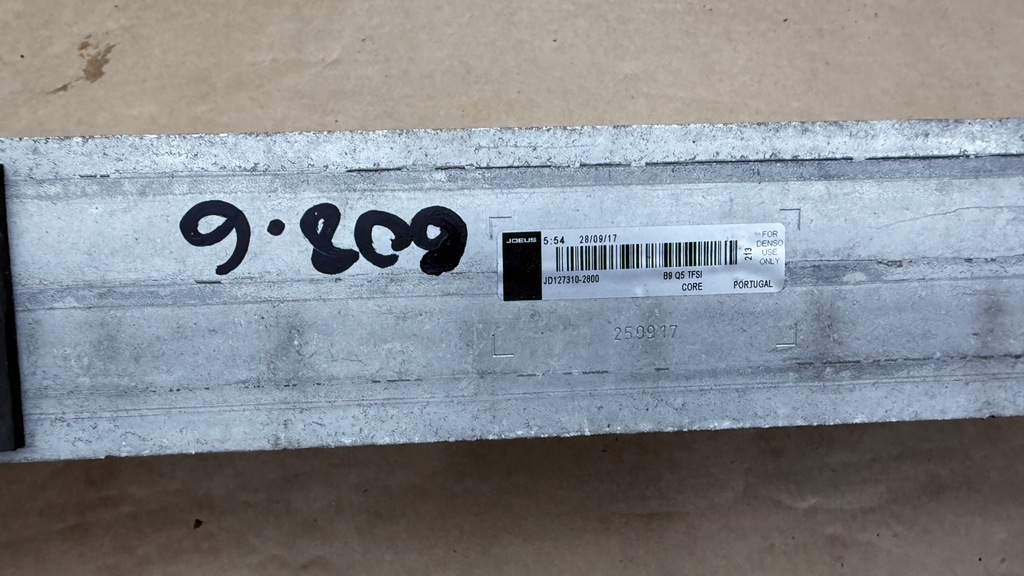 9.809
JDEUS 5:54 28/09/17
JD127310-2800 B9 Q5 TFSI
CORE PORTUGAL
213
FOR
DENSO
USE
ONLY
250917